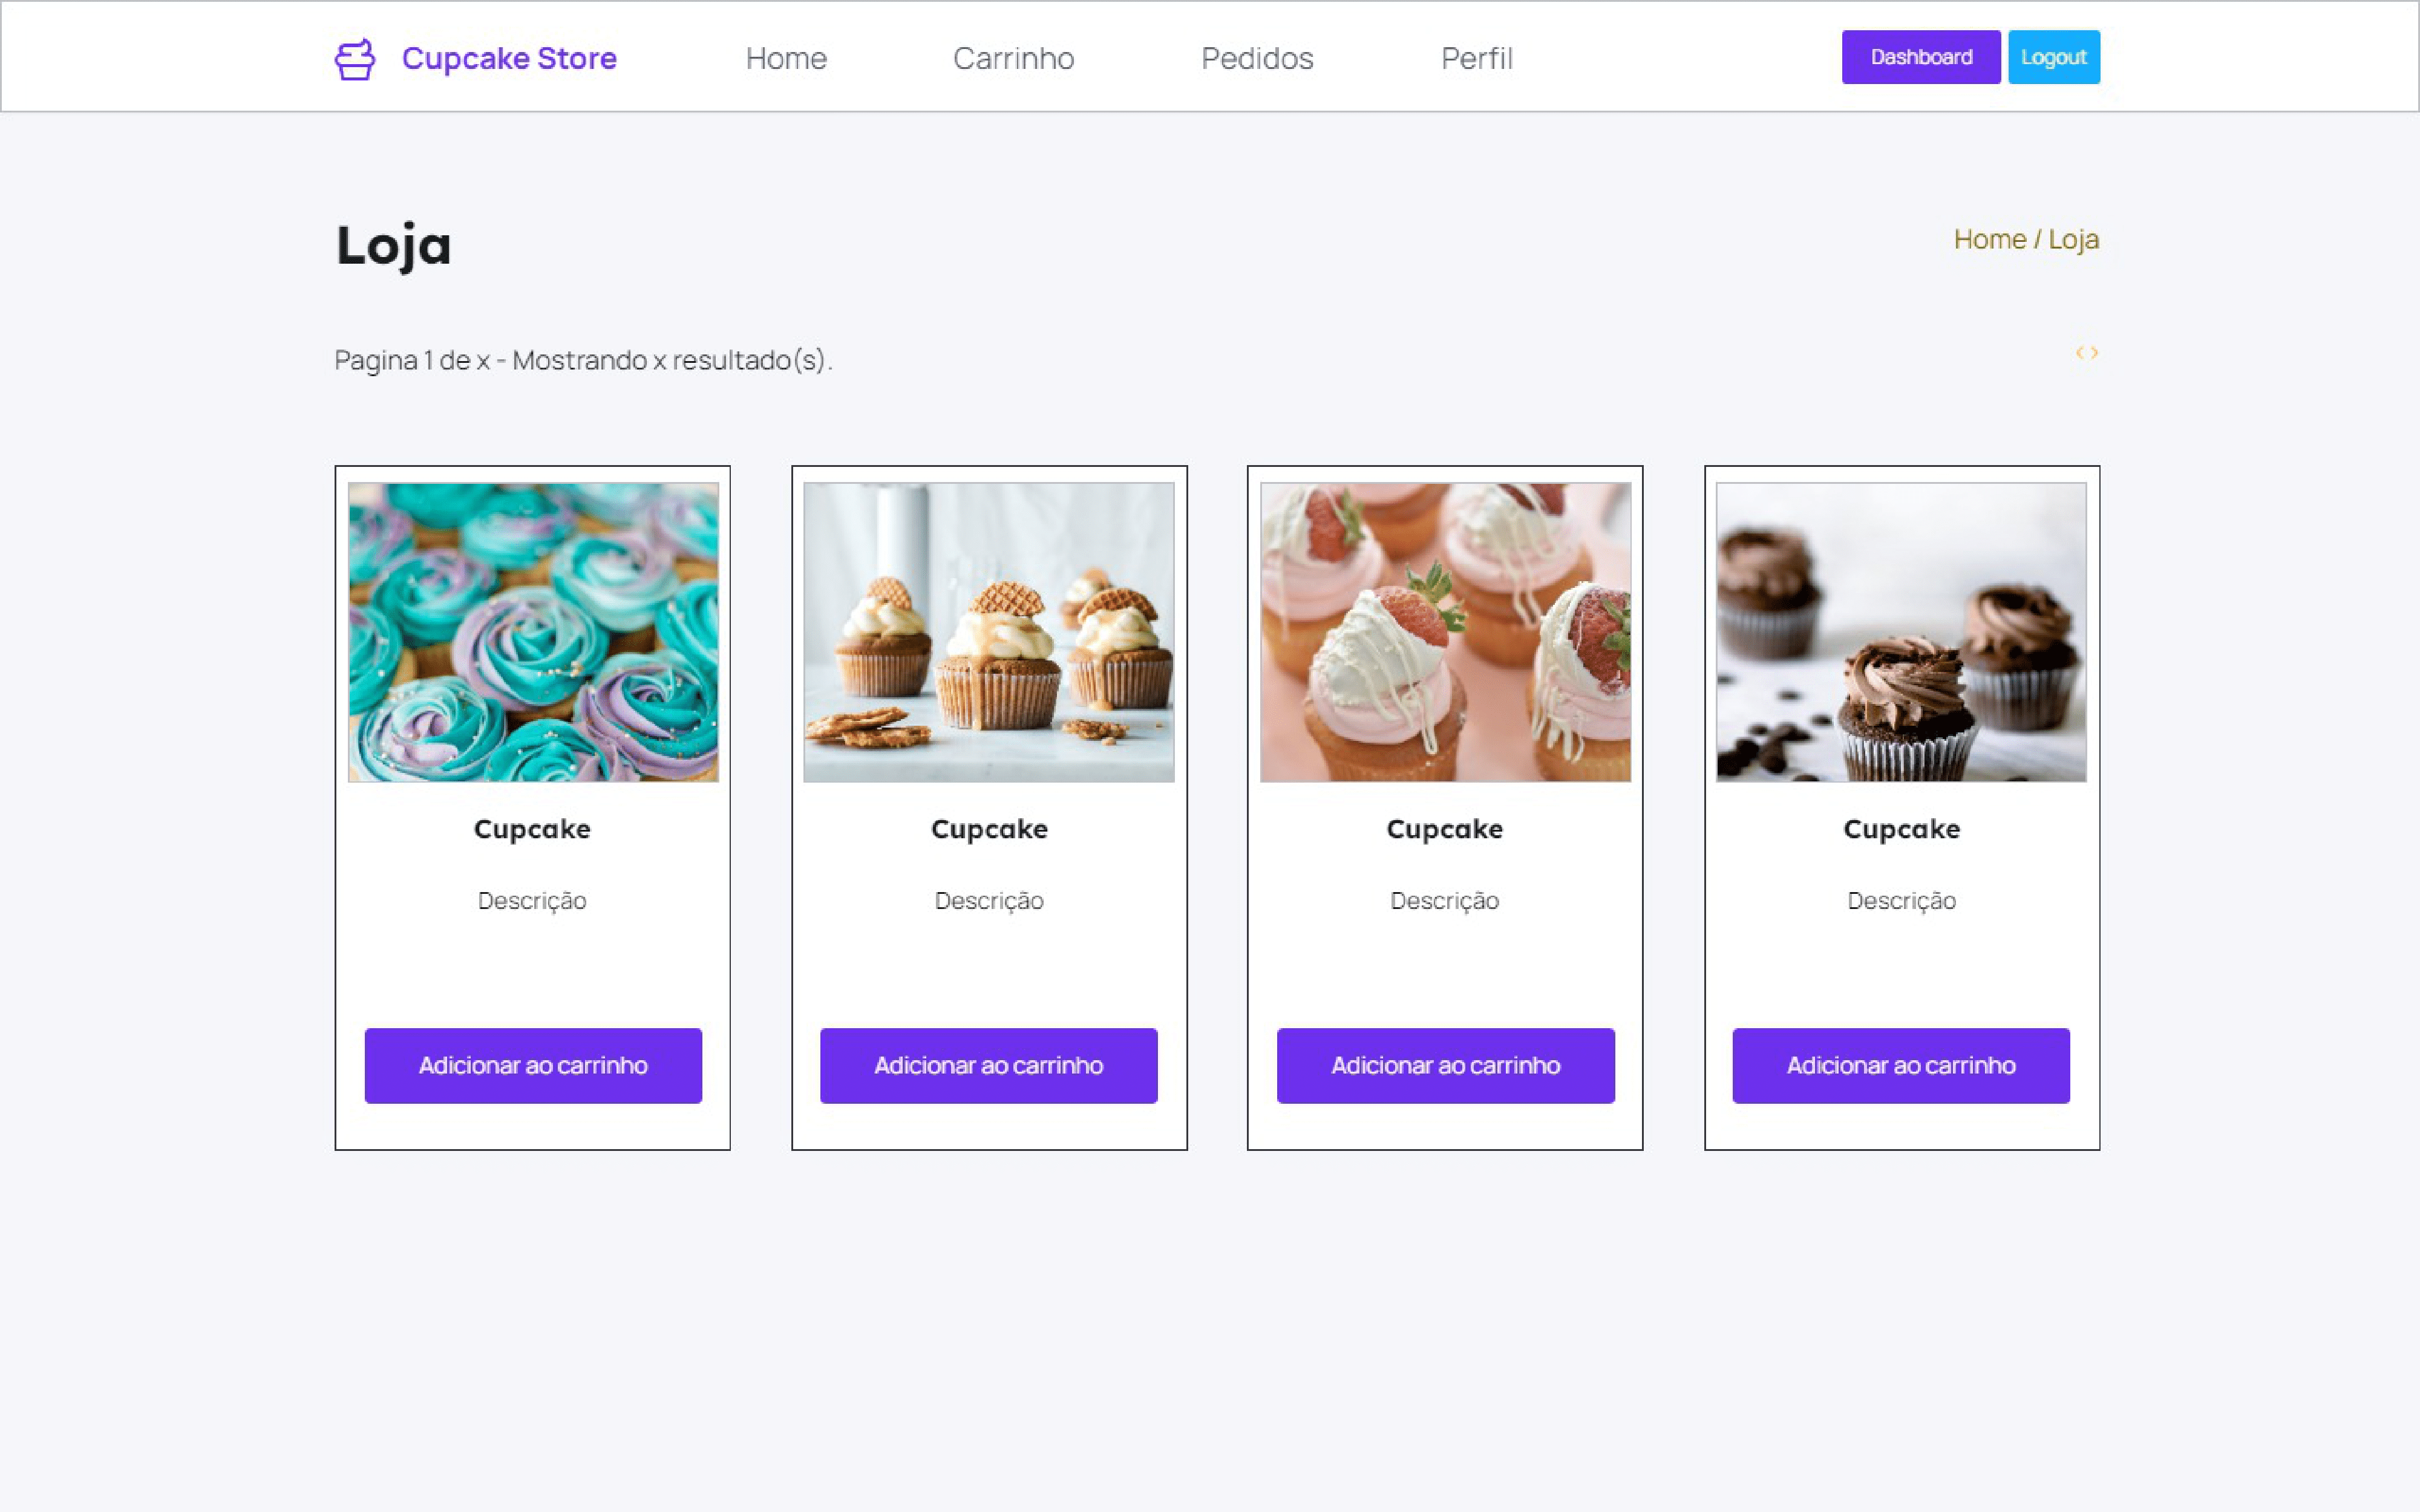 Cupcake Store Home Carrinho Pedidos Perfil Dashboard Logout
Loja
Home / Loja
Pagina 1 de x - Mostrando x resultado(s).
Cupcake Cupcake Cupcake Cupcake
Descrição Descrição Descrição Descrição
Adicionar ao carrinho Adicionar ao carrinho Adicionar ao carrinho Adicionar ao carrinho